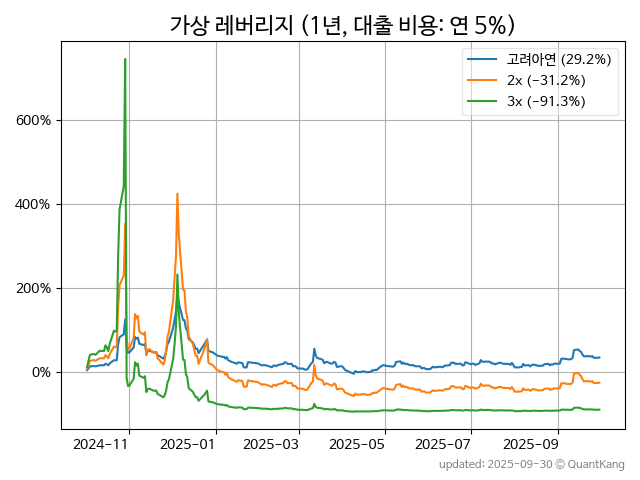 가상 레버리지 (1년, 대출 비용: 연 5%)
고려아연 (29.2%)
2x (−31.2%)
3x (−91.3%)
600%
400%
200%
0%
2024-11 2025-01 2025-03 2025-05 2025-07 2025-09
updated: 2025-09-30 © QuantKang